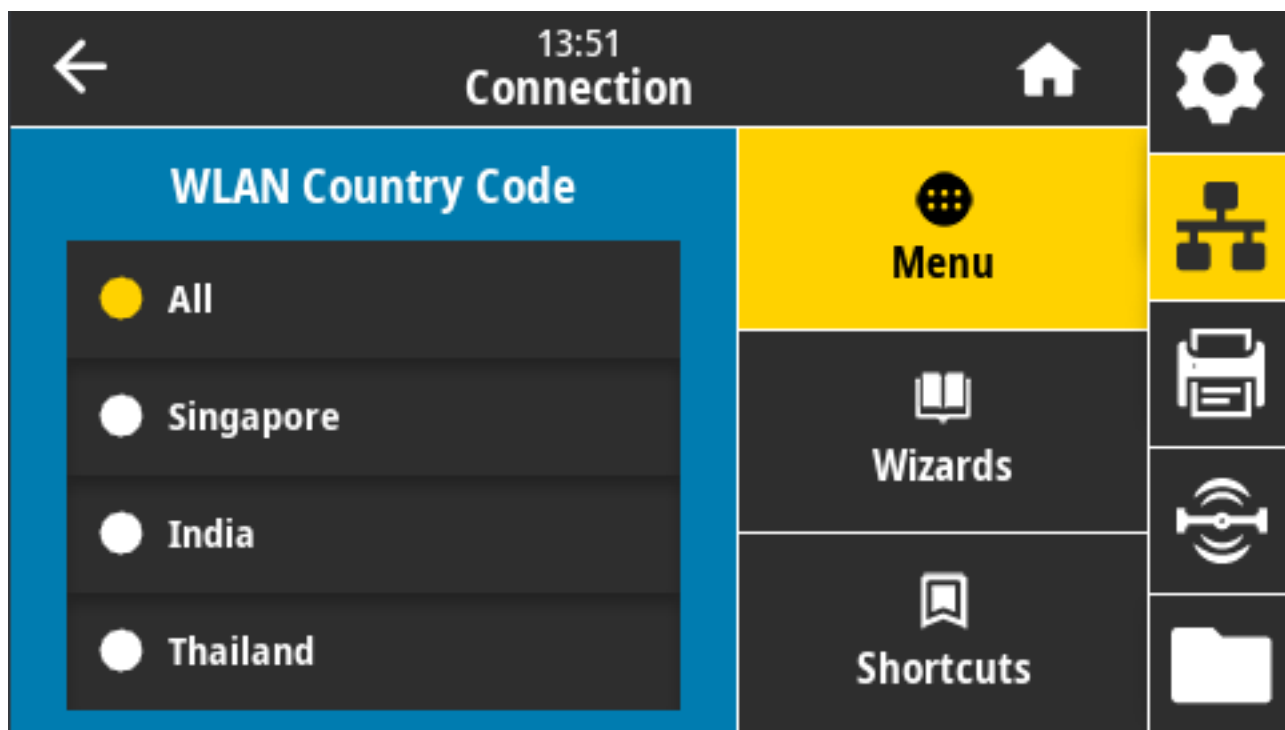 13:51
Connection
WLAN Country Code
All
Singapore
India
Thailand
Menu
Wizards
Shortcuts